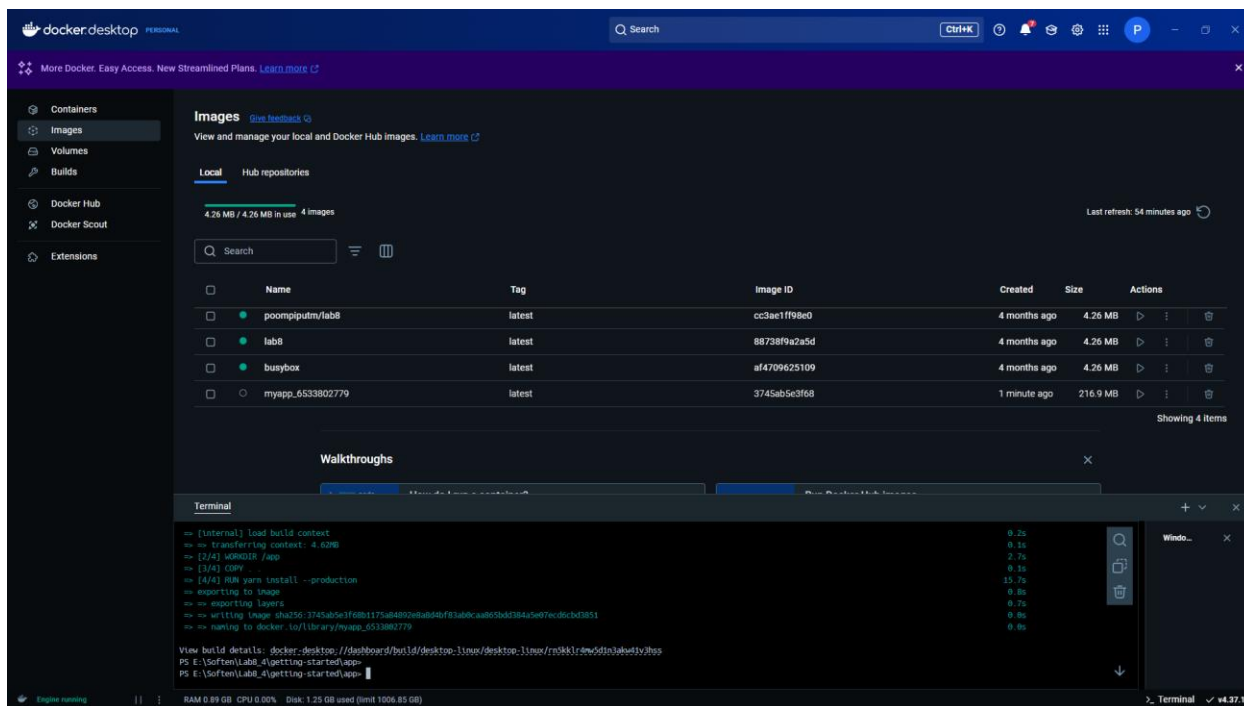 docker.desktop PERSONAL
Search
Ctrl+K
7
P
More Docker. Easy Access. New Streamlined Plans. Learn more
Containers
Images
Volumes
Builds
Docker Hub
Docker Scout
Extensions
Images Give feedback
View and manage your local and Docker Hub images. Learn more
Local Hub repositories
4.26 MB / 4.26 MB in use 4 images
Last refresh: 54 minutes ago
Search
Name Tag Image ID Created Size Actions
poompiputm/lab8 latest cc3ae1ff98e0 4 months ago 4.26 MB
lab8 latest 88738f9a2a5d 4 months ago 4.26 MB
busybox latest af4709625109 4 months ago 4.26 MB
myapp_6533802779 latest 3745ab5e3f68 1 minute ago 216.9 MB
Showing 4 items
Walkthroughs
How do I run a container?
Run Docker Hub images
Terminal
Windo...
=> [internal] load build context 0.2s
=> => transferring context: 4.62MB 0.1s
=> [2/4] WORKDIR /app 2.7s
=> [3/4] COPY . . 0.1s
=> [4/4] RUN yarn install --production 15.7s
=> exporting to image 0.8s
=> => exporting layers 0.7s
=> => writing image 0.0s
=> => naming to docker.io/library/myapp_6533802779 0.0s
View build details:
PS E:\Soften\Lab8_4\getting-started\app>
PS E:\Soften\Lab8_4\getting-started\app>
Engine running
RAM 0.89 GB CPU 0.00% Disk: 1.25 GB used (limit 1006.85 GB)
>_ Terminal
v4.37.1